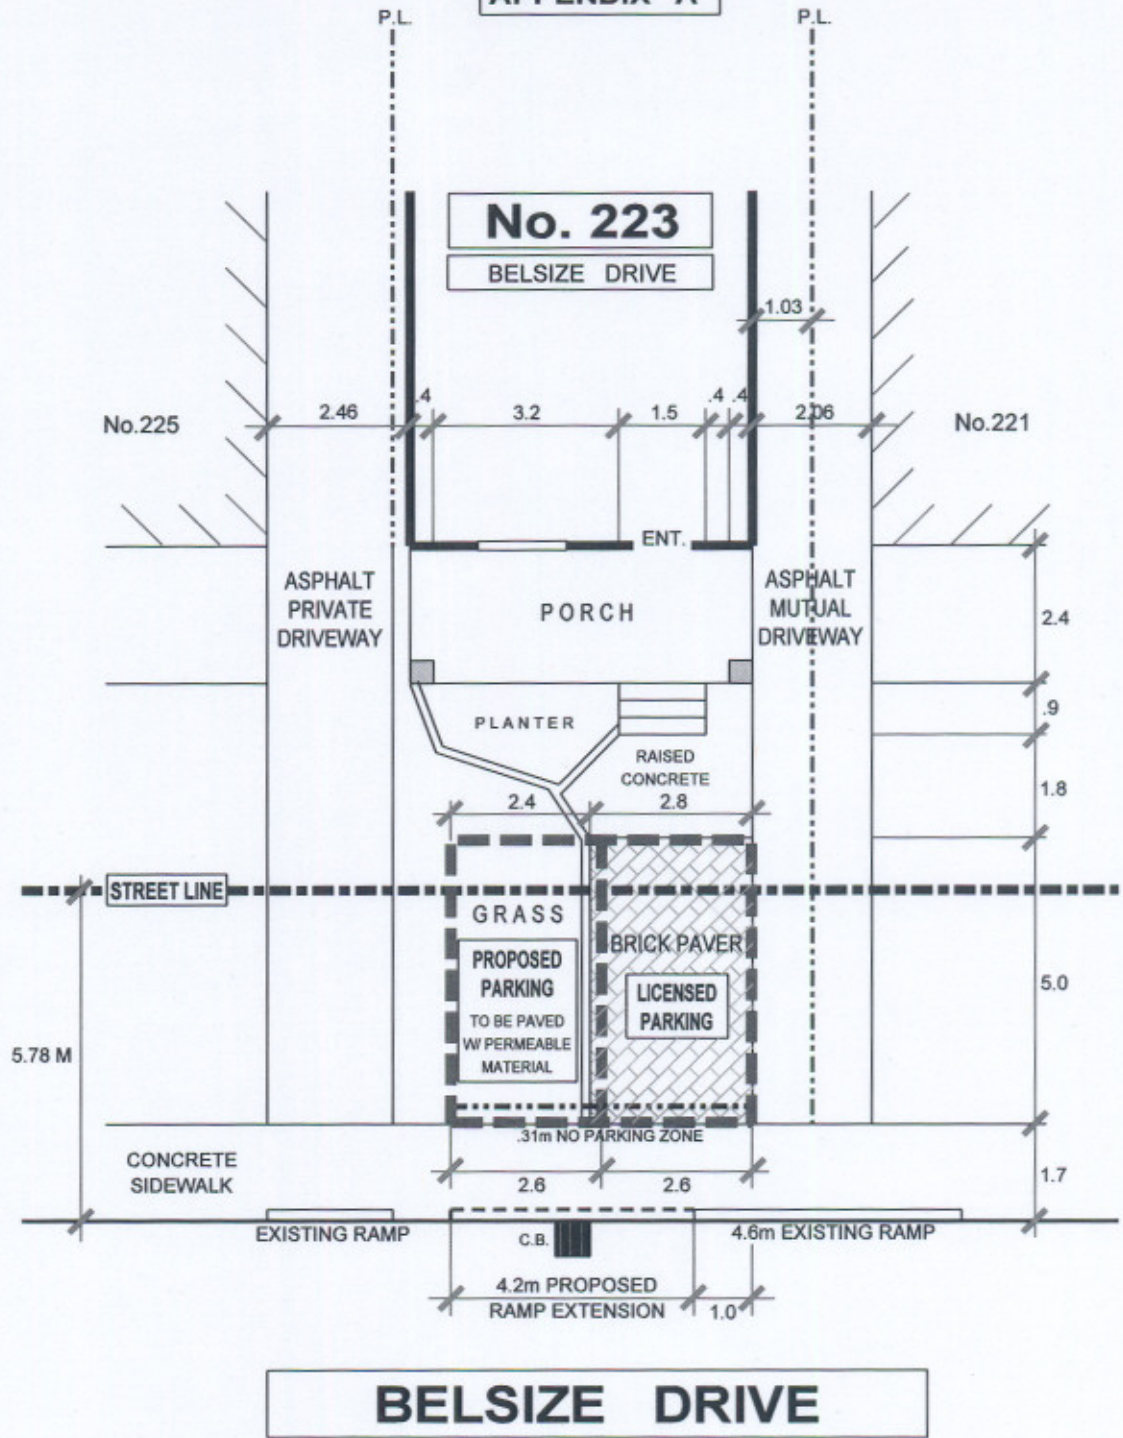 APPENDIX 'A'
P.L.
P.L.
No. 223
BELSIZE DRIVE
1.03
No.225
2.46
.4
3.2
1.5
.4
.4
2.06
No.221
ENT.
ASPHALT
PRIVATE
DRIVEWAY
PORCH
ASPHALT
MUTUAL
DRIVEWAY
2.4
PLANTER
.9
RAISED
CONCRETE
1.8
2.4
2.8
STREET LINE
GRASS
BRICK PAVER
PROPOSED
PARKING
TO BE PAVED
W/ PERMEABLE
MATERIAL
LICENSED
PARKING
5.0
5.78 M
.31m NO PARKING ZONE
CONCRETE
SIDEWALK
2.6
2.6
1.7
EXISTING RAMP
C.B.
4.6m EXISTING RAMP
4.2m PROPOSED
RAMP EXTENSION
1.0
BELSIZE DRIVE